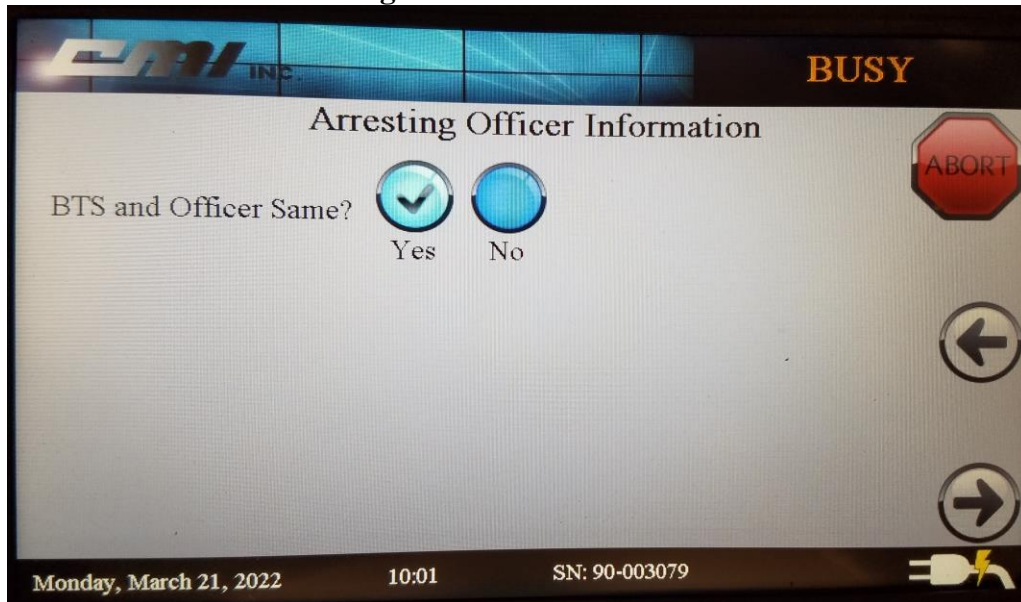 CMI INC.
BUSY
Arresting Officer Information
ABORT
BTS and Officer Same?
Yes No
Monday, March 21, 2022 10:01 SN: 90-003079